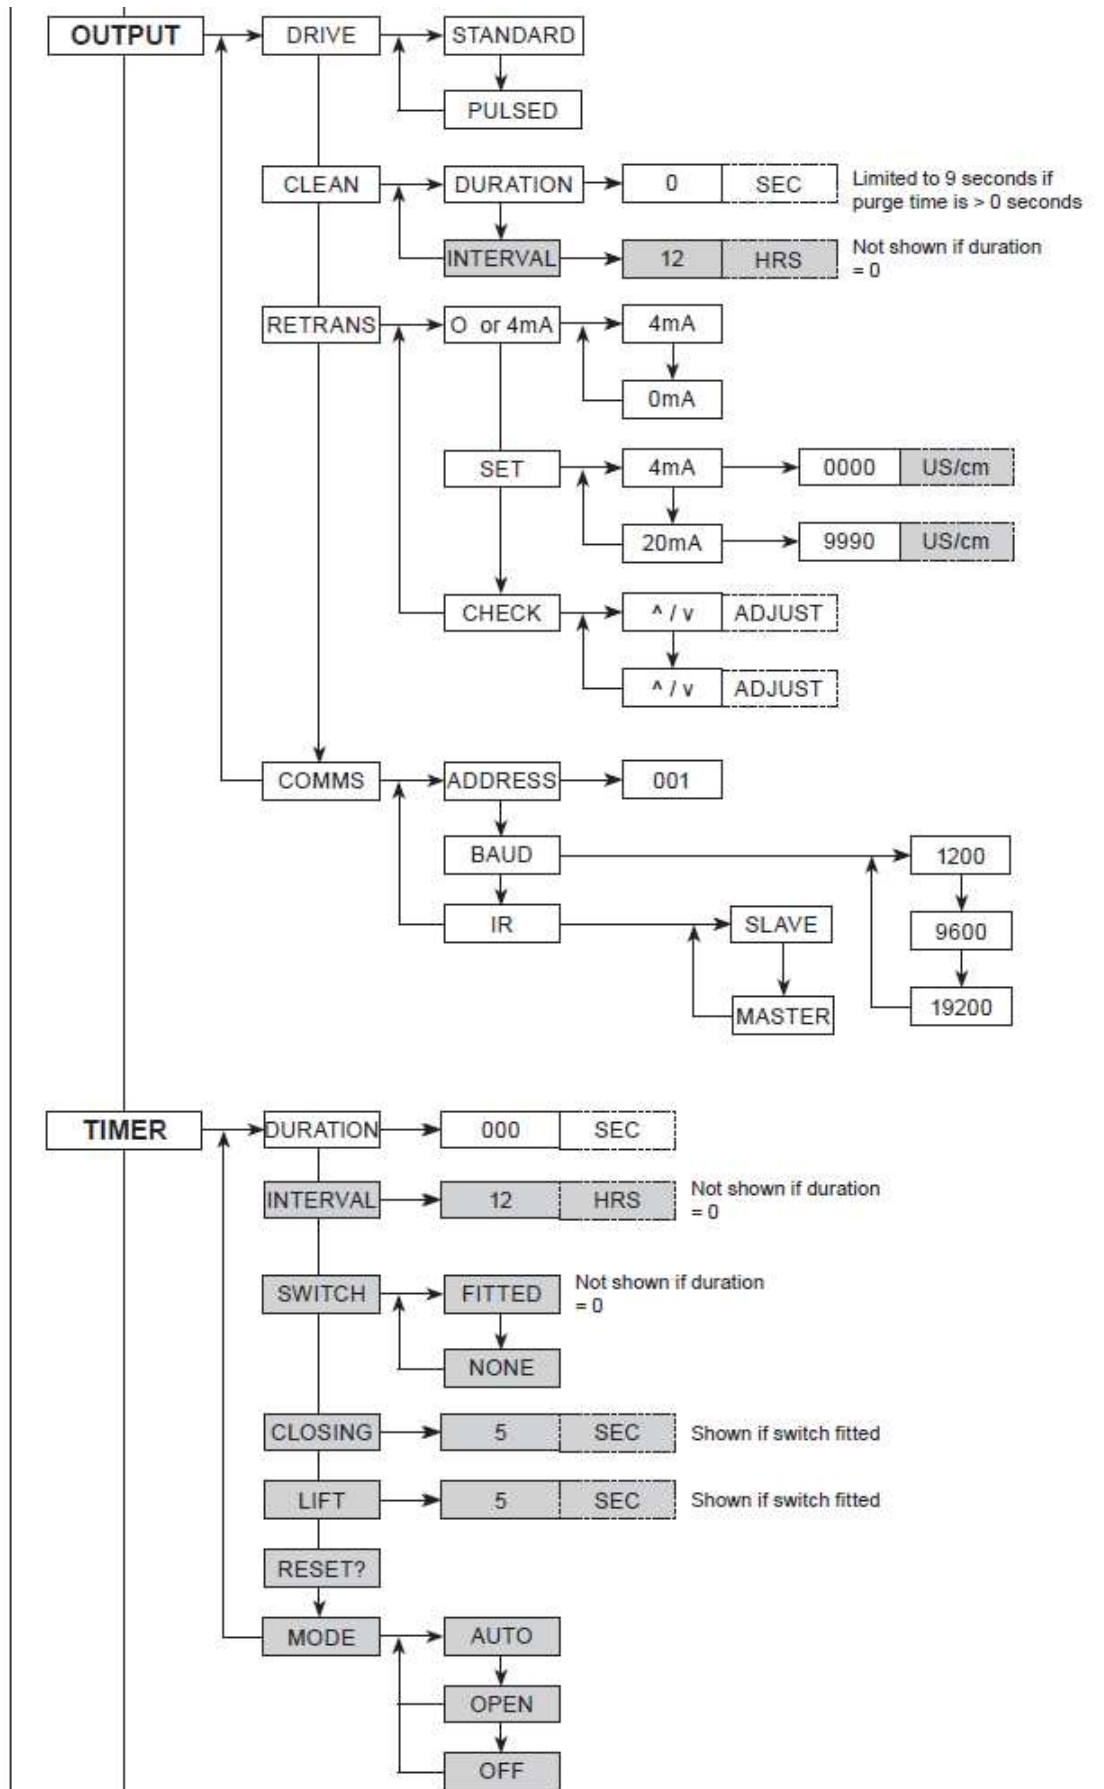 OUTPUT
DRIVE
STANDARD
PULSED
CLEAN
DURATION
0
SEC
Limited to 9 seconds if
purge time is > 0 seconds
INTERVAL
12
HRS
Not shown if duration
= 0
RETRANS
O or 4mA
4mA
0mA
SET
4mA
0000
US/cm
20mA
9990
US/cm
CHECK
^ / v
ADJUST
^ / v
ADJUST
COMMS
ADDRESS
001
BAUD
1200
9600
19200
IR
SLAVE
MASTER
TIMER
DURATION
000
SEC
INTERVAL
12
HRS
Not shown if duration
= 0
SWITCH
FITTED
Not shown if duration
= 0
NONE
CLOSING
5
SEC
Shown if switch fitted
LIFT
5
SEC
Shown if switch fitted
RESET?
MODE
AUTO
OPEN
OFF